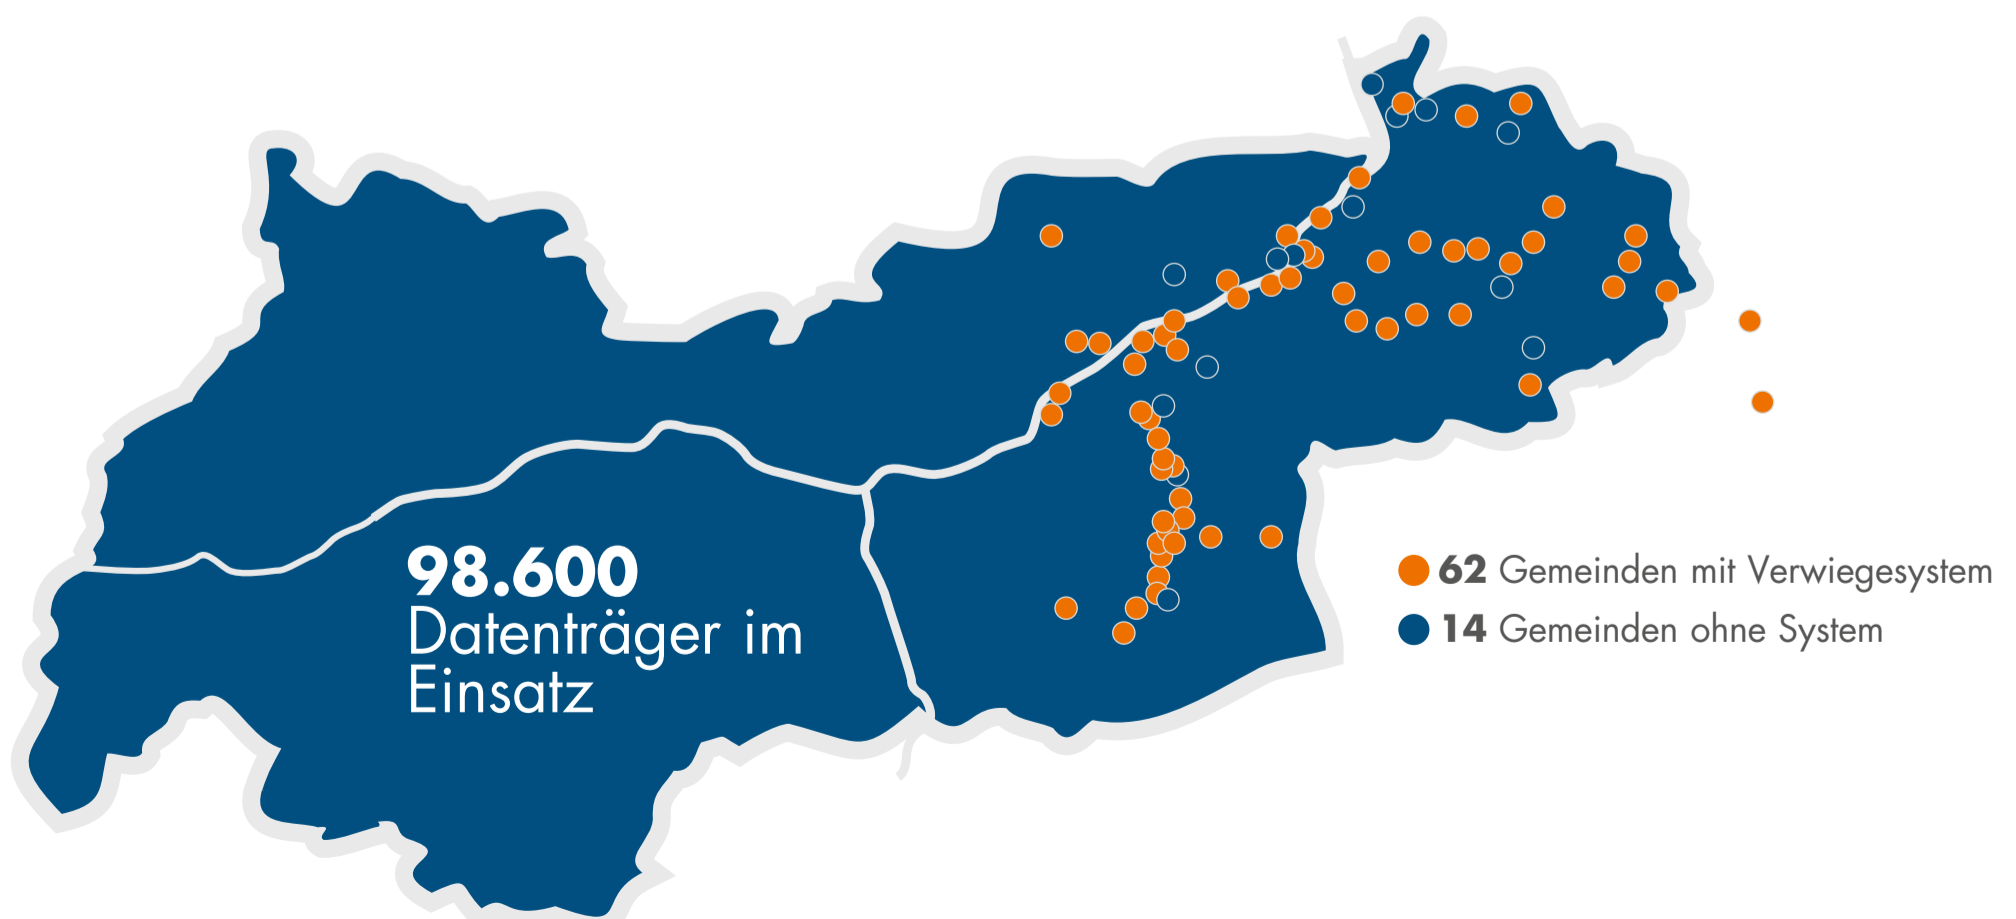 98.600
Datenträger im
Einsatz
62 Gemeinden mit Verwiegesystem
14 Gemeinden ohne System